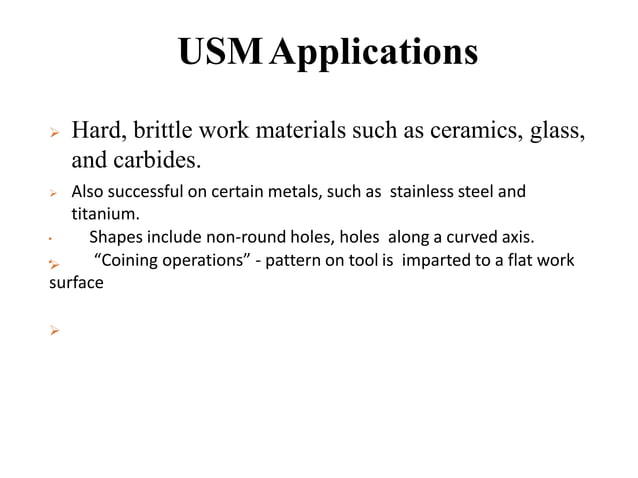 USM Applications
➢ Hard, brittle work materials such as ceramics, glass,
and carbides.
➢ Also successful on certain metals, such as stainless steel and
titanium.
• Shapes include non-round holes, holes along a curved axis.
•➢ “Coining operations” - pattern on tool is imparted to a flat work
surface
➢